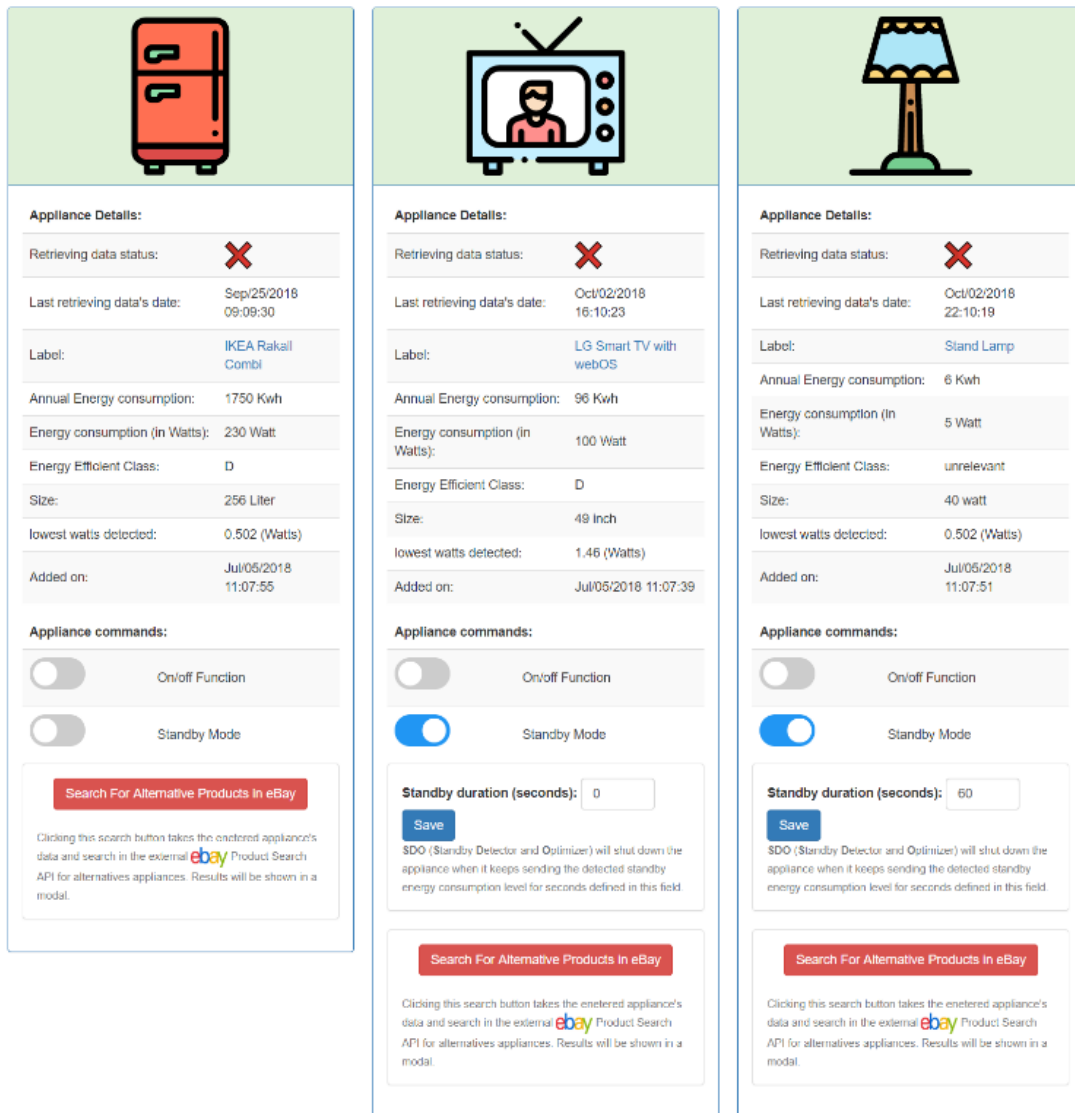 Appliance Details:
Retrieving data status:
Last retrieving data's date:
Sep/25/2018
09:09:30
Label:
IKEA Rakall
Combi
Annual Energy consumption:
1750 Kwh
Energy consumption (in Watts):
230 Watt
Energy Efficient Class:
D
Size:
256 Liter
lowest watts detected:
0.502 (Watts)
Added on:
Jul/05/2018
11:07:55
Appliance commands:
On/off Function
Standby Mode
Search For Alternative Products In eBay
Clicking this search button takes the enetered appliance's
data and search in the external ebay Product Search
API for alternatives appliances. Results will be shown in a
modal.
Appliance Details:
Retrieving data status:
Last retrieving data's date:
Oct/02/2018
16:10:23
Label:
LG Smart TV with
webOS
Annual Energy consumption:
96 Kwh
Energy consumption (in
Watts):
100 Watt
Energy Efficient Class:
D
Size:
49 inch
lowest watts detected:
1.46 (Watts)
Added on:
Jul/05/2018 11:07:39
Appliance commands:
On/off Function
Standby Mode
Standby duration (seconds):
0
Save
SDO (Standby Detector and Optimizer) will shut down the
appliance when it keeps sending the detected standby
energy consumption level for seconds defined in this field.
Search For Alternative Products In eBay
Clicking this search button takes the enetered appliance's
data and search in the external ebay Product Search
API for alternatives appliances. Results will be shown in a
modal.
Appliance Details:
Retrieving data status:
Last retrieving data's date:
Oct/02/2018
22:10:19
Label:
Stand Lamp
Annual Energy consumption:
6 Kwh
Energy consumption (in
Watts):
5 Watt
Energy Efficient Class:
unrelevant
Size:
40 watt
lowest watts detected:
0.502 (Watts)
Added on:
Jul/05/2018
11:07:51
Appliance commands:
On/off Function
Standby Mode
Standby duration (seconds):
60
Save
SDO (Standby Detector and Optimizer) will shut down the
appliance when it keeps sending the detected standby
energy consumption level for seconds defined in this field.
Search For Alternative Products In eBay
Clicking this search button takes the enetered appliance's
data and search in the external ebay Product Search
API for alternatives appliances. Results will be shown in a
modal.